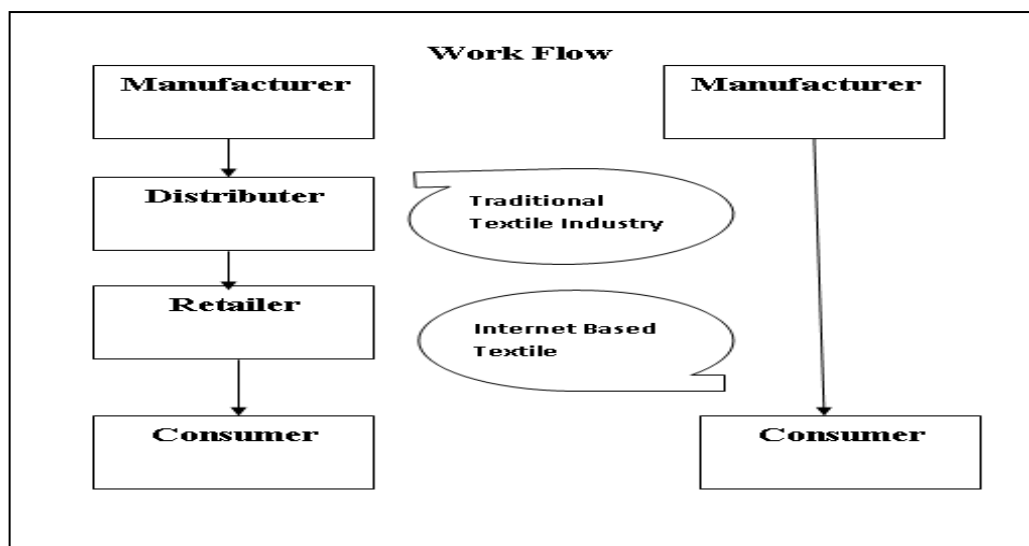 Work Flow
Manufacturer
Manufacturer
Distributer
Traditional
Textile Industry
Retailer
Internet Based
Textile
Consumer
Consumer